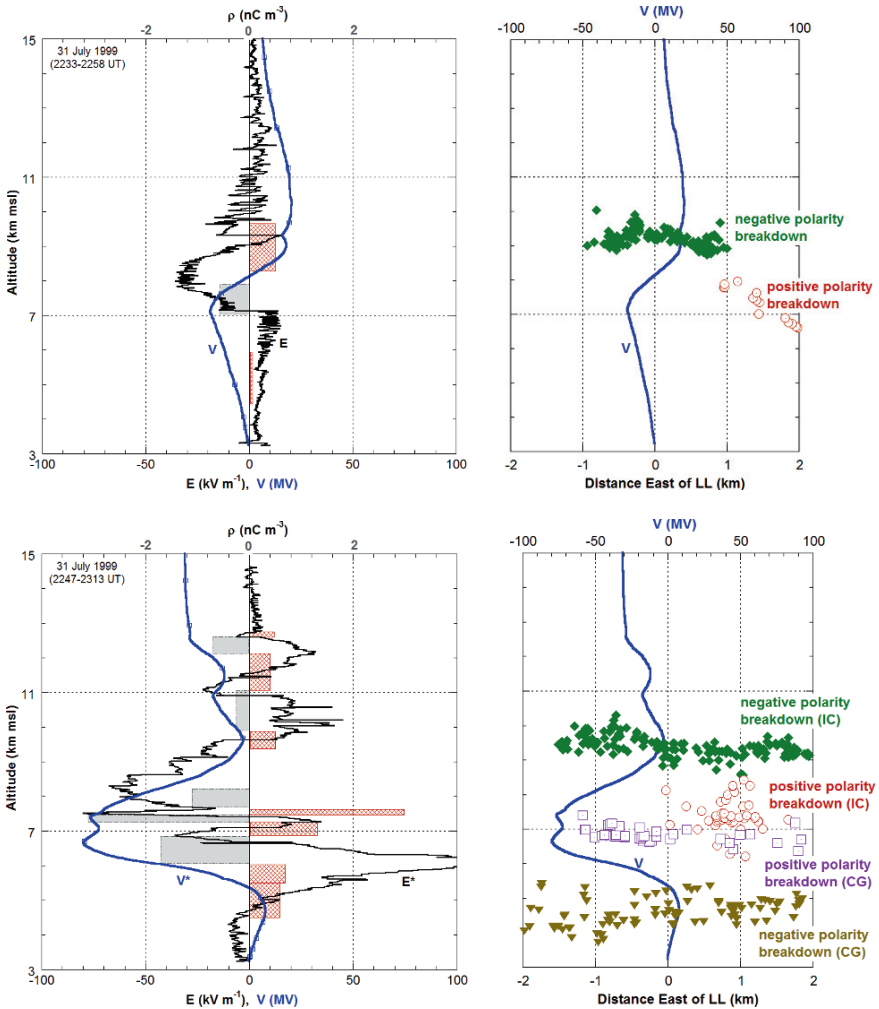 ρ (nC m⁻³)
-2 0 2
15
31 July 1999
(2233-2258 UT)
11
Altitude (km msl)
7
V
E
3
-100 -50 0 50 100
E (kV m⁻¹), V (MV)
V (MV)
-100 -50 0 50 100
negative polarity
breakdown
positive polarity
breakdown
V
-2 -1 0 1 2
Distance East of LL (km)
ρ (nC m⁻³)
-2 0 2
15
31 July 1999
(2247-2313 UT)
11
Altitude (km msl)
7
V*
E*
3
-100 -50 0 50 100
E (kV m⁻¹), V (MV)
V (MV)
-100 -50 0 50 100
negative polarity
breakdown (IC)
positive polarity
breakdown (IC)
V
positive polarity
breakdown (CG)
negative polarity
breakdown (CG)
-2 -1 0 1 2
Distance East of LL (km)